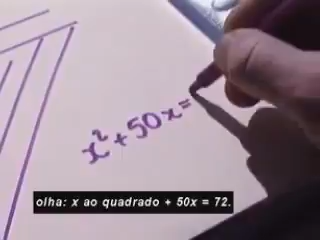 x² + 50x =
olha: x ao quadrado + 50x = 72.